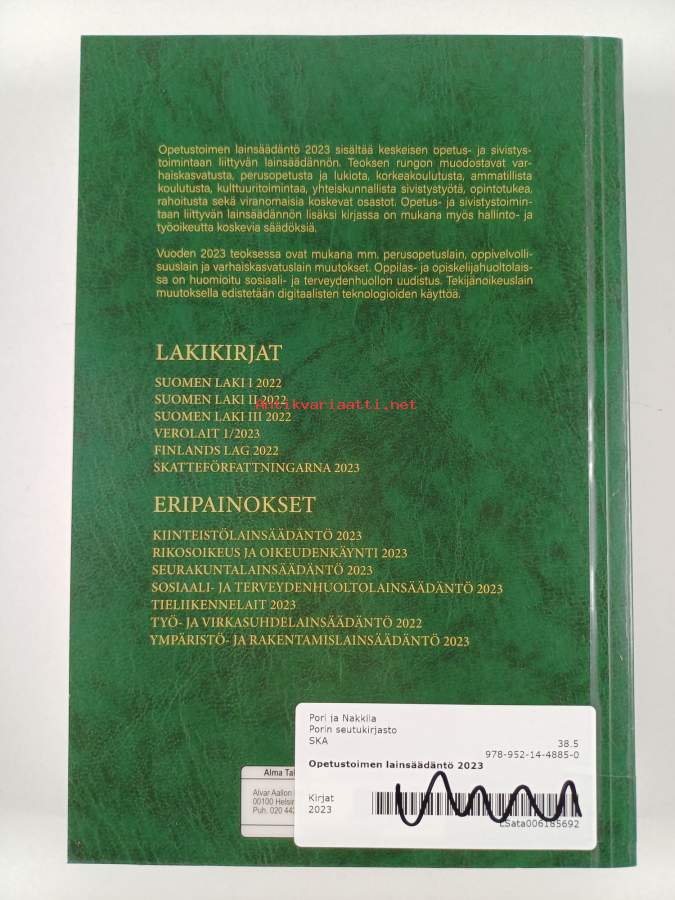 Opetustoimen lainsäädäntö 2023 sisältää keskeisen opetus- ja sivistys-
toimintaan liittyvän lainsäädännön. Teoksen rungon muodostavat var-
haiskasvatusta, perusopetusta ja lukiota, korkeakoulutusta, ammatillista
koulutusta, kulttuuritoimintaa, yhteiskunnallista sivistystyötä, opintotukea,
rahoitusta sekä viranomaisia koskevat osastot. Opetus- ja sivistystoimin-
taan liittyvän lainsäädännön lisäksi kirjassa on mukana myös hallinto- ja
työoikeutta koskevia säädöksiä.
Vuoden 2023 teoksessa ovat mukana mm. perusopetuslain, oppivelvolli-
suuslain ja varhaiskasvatuslain muutokset. Oppilas- ja opiskelijahuoltolais-
sa on huomioitu sosiaali- ja terveydenhuollon uudistus. Tekijänoikeuslain
muutoksella edistetään digitaalisten teknologioiden käyttöä.
LAKIKIRJAT
SUOMEN LAKI I 2022
SUOMEN LAKI II 2022
Antikvariaatti.net
SUOMEN LAKI III 2022
VEROLAIT 1/2023
FINLANDS LAG 2022
SKATTEFÖRFATTNINGARNA 2023
ERIPAINOKSET
KIINTEISTÖLAINSÄÄDÄNTÖ 2023
RIKOSOIKEUS JA OIKEUDENKÄYNTI 2023
SEURAKUNTALAINSÄÄDÄNTÖ 2023
SOSIAALI- JA TERVEYDENHUOLTOLAINSÄÄDÄNTÖ 2023
TIELIIKENNELAIT 2023
TYÖ- JA VIRKASUHDELAINSÄÄDÄNTÖ 2022
YMPÄRISTÖ- JA RAKENTAMISLAINSÄÄDÄNTÖ 2023
Pori ja Nakkila
Porin seutukirjasto
SKA 38.5
978-952-14-4885-0
Opetustoimen lainsäädäntö 2023
Kirjat
2023
LSata006185692
Alma Tal
Alvar Aallon
00100 Helsin
Puh. 020 442